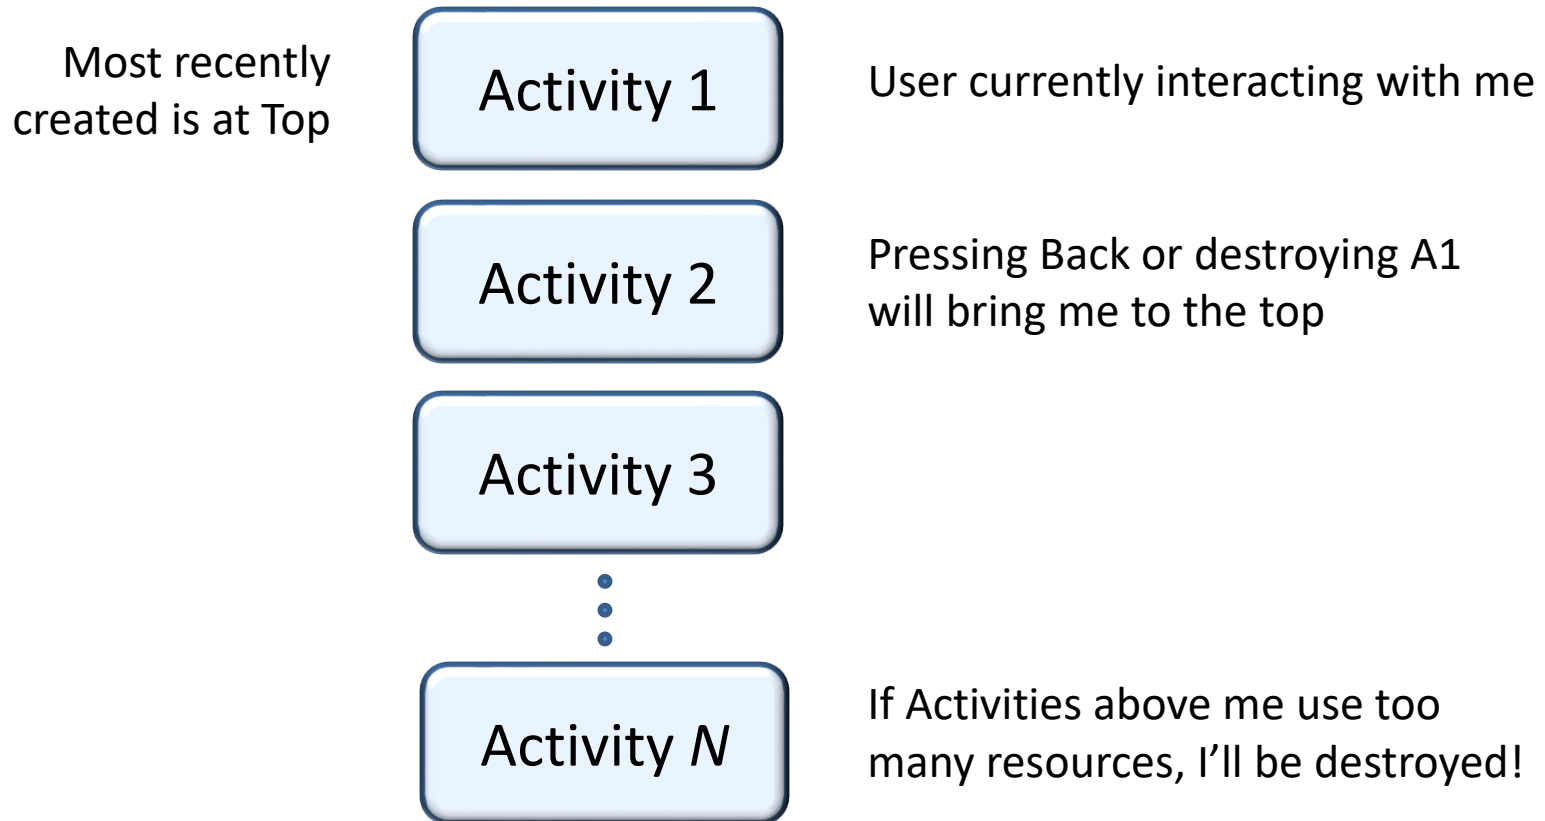 Most recently
created is at Top
Activity 1
User currently interacting with me
Activity 2
Pressing Back or destroying A1
will bring me to the top
Activity 3
Activity N
If Activities above me use too
many resources, I’ll be destroyed!